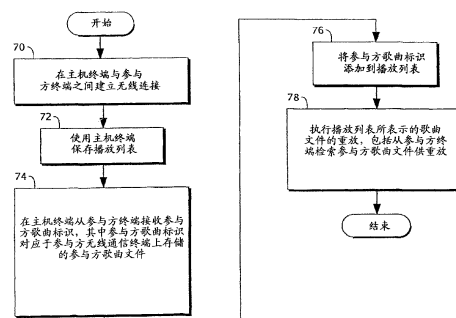 开始
70
在主机终端与参与
方终端之间建立无线连接
72
使用主机终端
保存播放列表
74
在主机终端从参与方终端接收参与
方歌曲标识，其中参与方歌曲标识
对应于参与方无线通信终端上存储
的参与方歌曲文件
76
将参与方歌曲标识
添加到播放列表
78
执行播放列表所表示的歌曲
文件的重放，包括从参与方终
端检索参与方歌曲文件供重放
结束